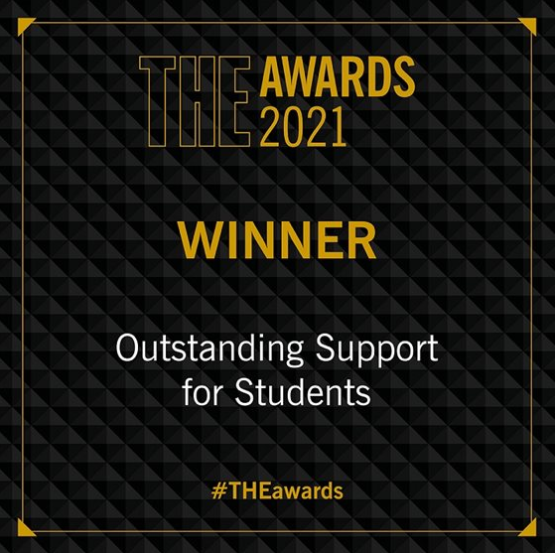 THE AWARDS
2021
WINNER
Outstanding Support
for Students
#THEawards